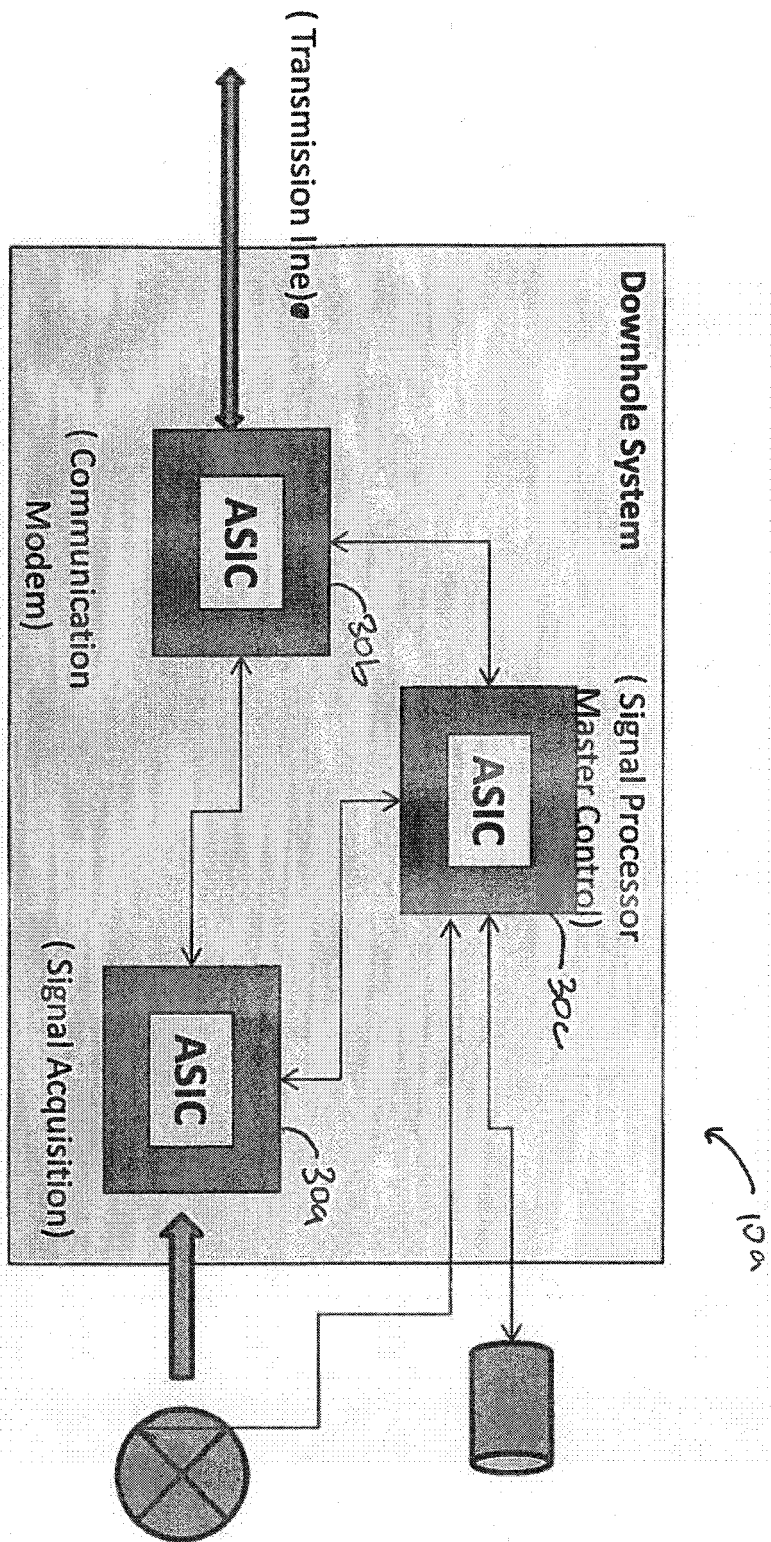 10a
Downhole System
( Signal Processor
Master Control)
30c
ASIC
( Transmission line)
30b
ASIC
( Communication
Modem)
30a
ASIC
( Signal Acquisition)